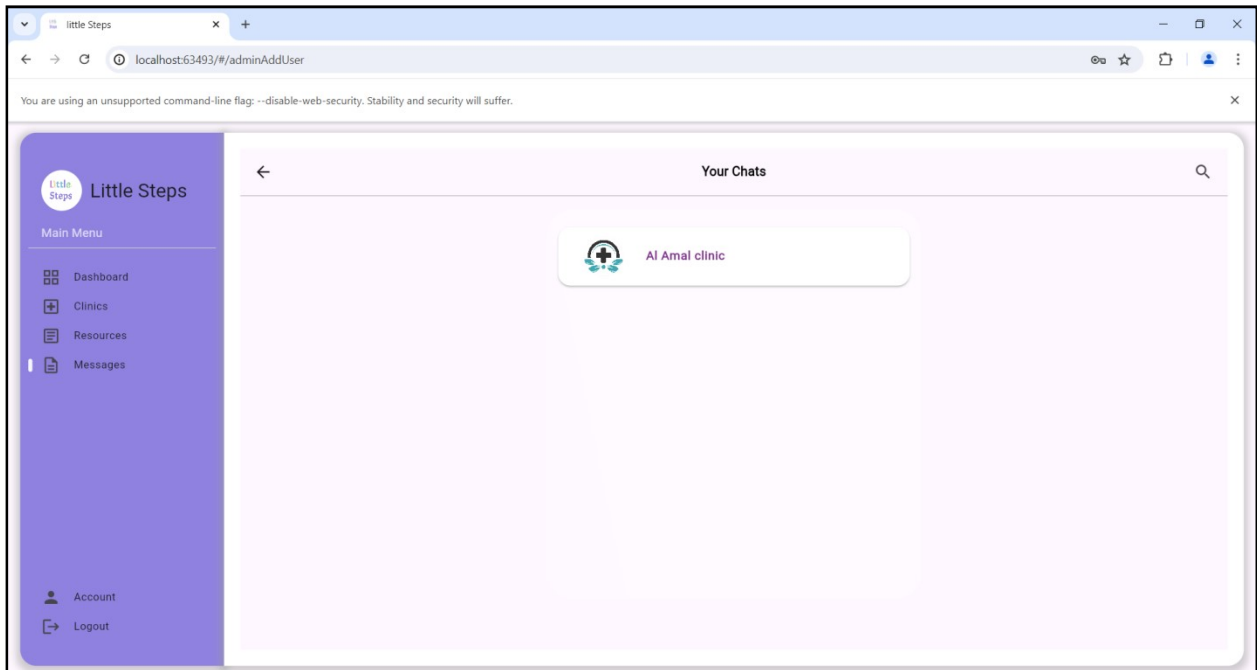 little Steps
localhost:63493/#/adminAddUser
You are using an unsupported command-line flag: --disable-web-security. Stability and security will suffer.
Little
Steps
Little Steps
Main Menu
Dashboard
Clinics
Resources
Messages
Account
Logout
Your Chats
Al Amal clinic